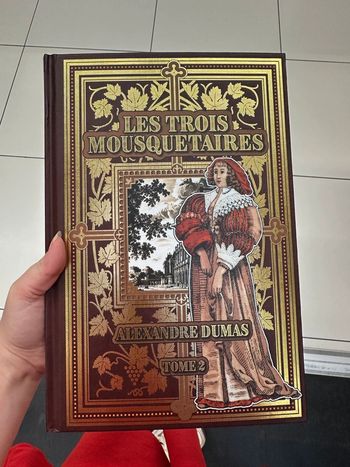 LES TROIS
MOUSQUETAIRES
ALEXANDRE DUMAS
TOME 2